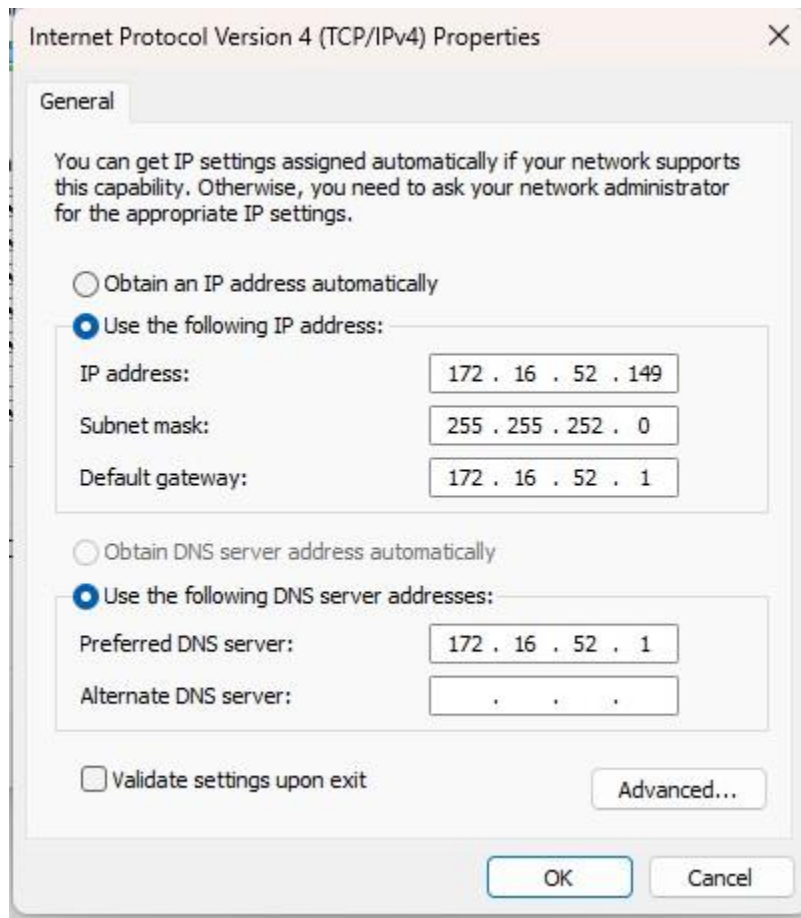 Internet Protocol Version 4 (TCP/IPv4) Properties
General
You can get IP settings assigned automatically if your network supports
this capability. Otherwise, you need to ask your network administrator
for the appropriate IP settings.
Obtain an IP address automatically
Use the following IP address:
IP address: 172 . 16 . 52 . 149
Subnet mask: 255 . 255 . 252 . 0
Default gateway: 172 . 16 . 52 . 1
Obtain DNS server address automatically
Use the following DNS server addresses:
Preferred DNS server: 172 . 16 . 52 . 1
Alternate DNS server: . . .
Validate settings upon exit
Advanced...
OK Cancel